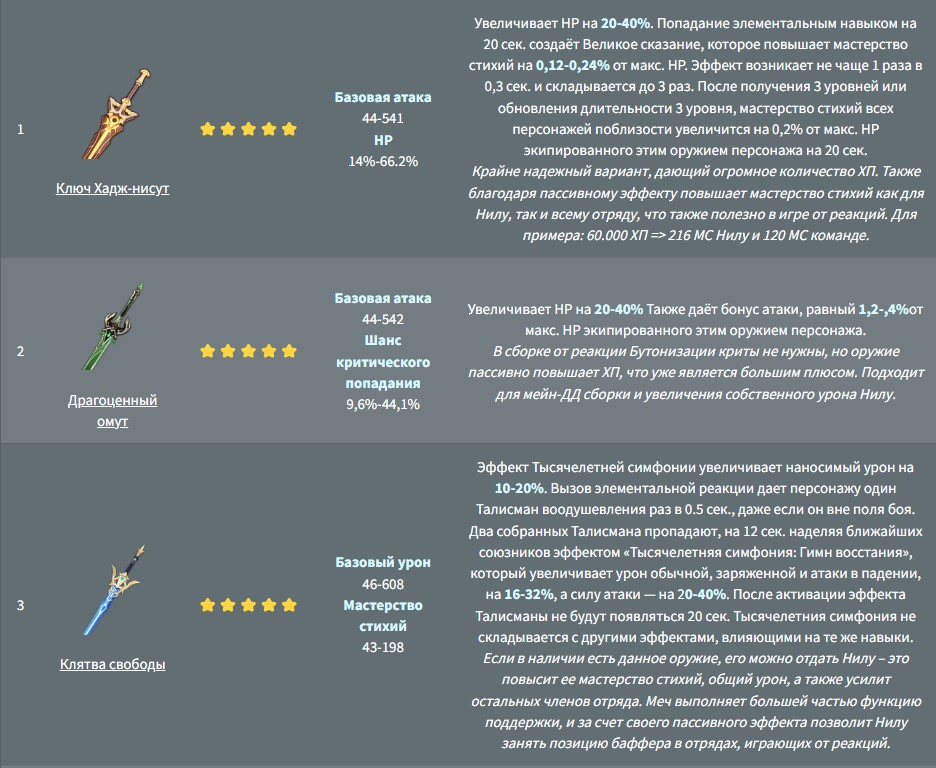 1
Ключ Хадж-нисут
Базовая атака
44-541
HP
14%-66.2%
Увеличивает HP на 20-40%. Попадание элементальным навыком на
20 сек. создаёт Великое сказание, которое повышает мастерство
стихий на 0,12-0,24% от макс. HP. Эффект возникает не чаще 1 раза в
0,3 сек. и складывается до 3 раз. После получения 3 уровней или
обновления длительности 3 уровня, мастерство стихий всех
персонажей поблизости увеличится на 0,2% от макс. HP
экипированного этим оружием персонажа на 20 сек.
Крайне надежный вариант, дающий огромное количество ХП. Также
благодаря пассивному эффекту повышает мастерство стихий как для
Нилу, так и всему отряду, что также полезно в игре от реакций. Для
примера: 60.000 ХП => 216 МС Нилу и 120 МС команде.
2
Драгоценный
омут
Базовая атака
44-542
Шанс
критического
попадания
9,6%-44,1%
Увеличивает HP на 20-40% Также даёт бонус атаки, равный 1,2-,4%от
макс. HP экипированного этим оружием персонажа.
В сборке от реакции Бутонизации криты не нужны, но оружие
пассивно повышает ХП, что уже является большим плюсом. Подходит
для мейн-ДД сборки и увеличения собственного урона Нилу.
3
Клятва свободы
Базовый урон
46-608
Мастерство
стихий
43-198
Эффект Тысячелетней симфонии увеличивает наносимый урон на
10-20%. Вызов элементальной реакции дает персонажу один
Талисман воодушевления раз в 0.5 сек., даже если он вне поля боя.
Два собранных Талисмана пропадают, на 12 сек. наделяя ближайших
союзников эффектом «Тысячелетняя симфония: Гимн восстания»,
который увеличивает урон обычной, заряженной и атаки в падении,
на 16-32%, а силу атаки — на 20-40%. После активации эффекта
Талисманы не будут появляться 20 сек. Тысячелетния симфония не
складывается с другими эффектами, влияющими на те же навыки.
Если в наличии есть данное оружие, его можно отдать Нилу – это
повысит ее мастерство стихий, общий урон, а также усилит
остальных членов отряда. Меч выполняет большей частью функцию
поддержки, и за счет своего пассивного эффекта позволит Нилу
занять позицию баффера в отрядах, играющих от реакций.